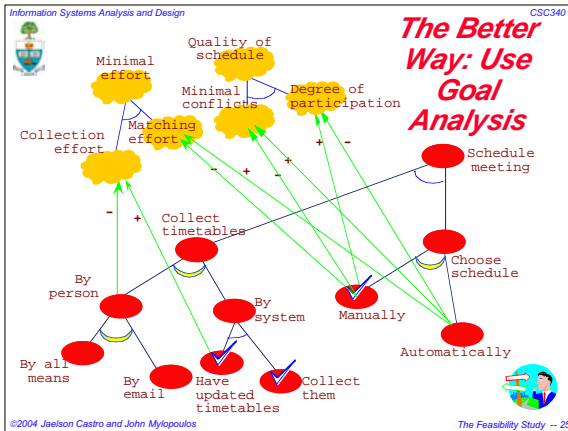 Information Systems Analysis and Design
CSC340
The Better
Way: Use
Goal
Analysis
Minimal
effort
Quality of
schedule
Minimal
conflicts
Degree of
participation
Collection
effort
Matching
effort
Schedule
meeting
-
+
-
+
+
-
+
-
Collect
timetables
Choose
schedule
By
person
By
system
Manually
Automatically
By all
means
By
email
Have
updated
timetables
Collect
them
©2004 Jaelson Castro and John Mylopoulos
The Feasibility Study -- 25